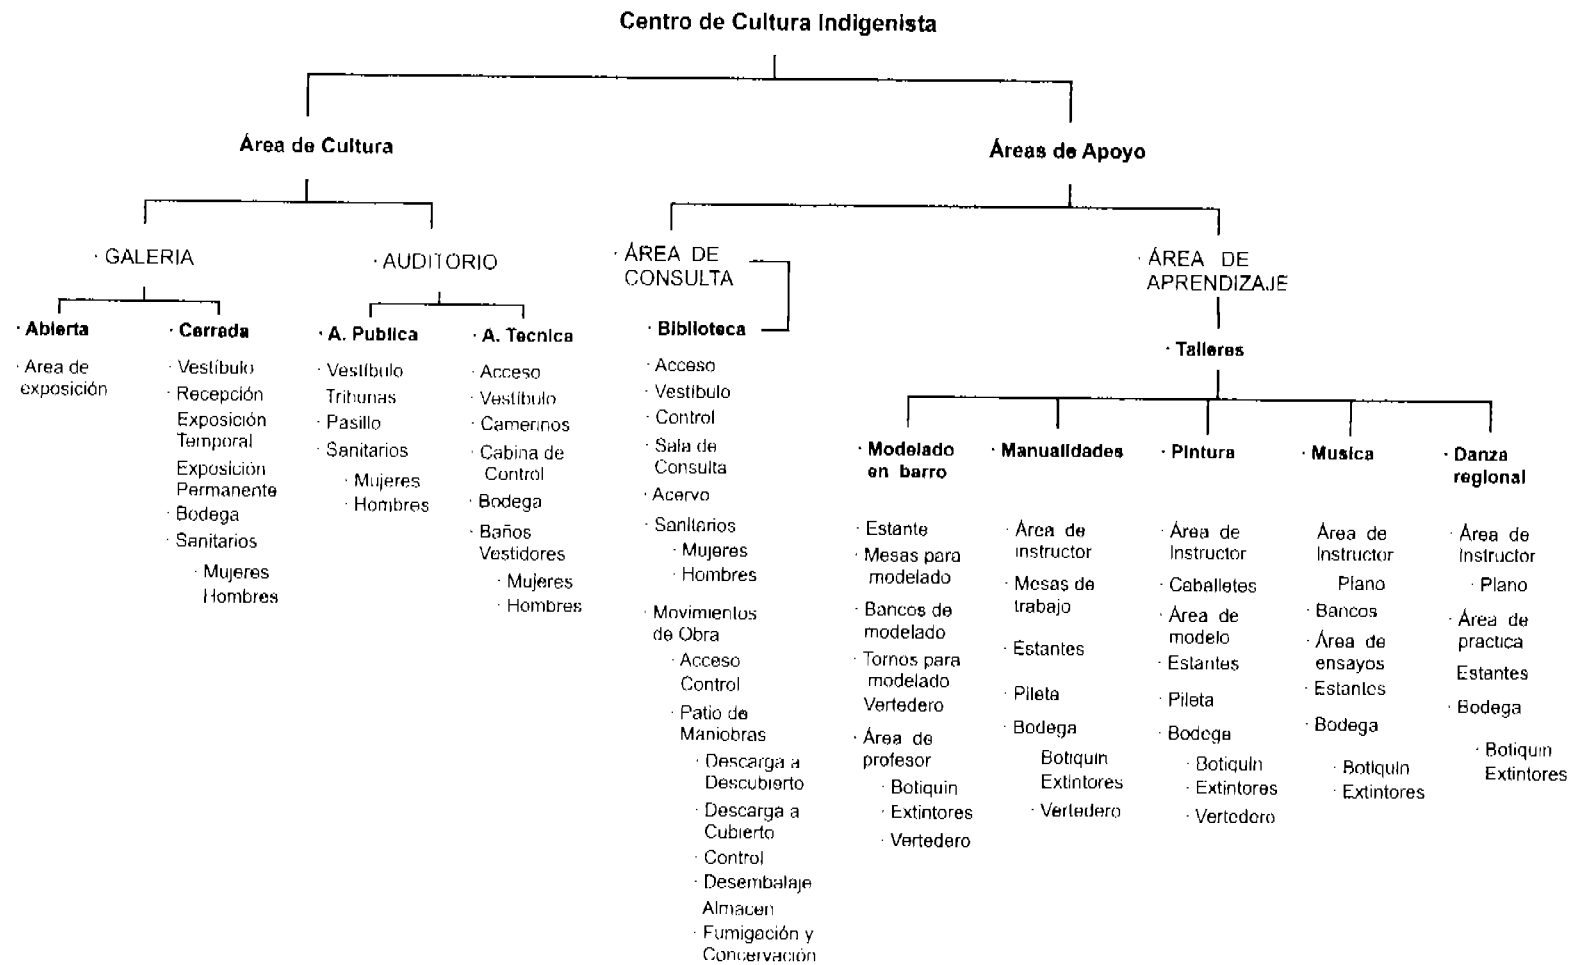 Centro de Cultura Indigenista
Área de Cultura
Áreas de Apoyo
· GALERIA
· AUDITORIO
· ÁREA DE
CONSULTA
· ÁREA DE
APRENDIZAJE
· Abierta
· Area de
exposición
· Cerrada
· Vestíbulo
· Recepción
Exposición
Temporal
Exposición
Permanente
· Bodega
· Sanitarios
· Mujeres
Hombres
· A. Publica
· Vestíbulo
Tribunas
· Pasillo
· Sanitarios
· Mujeres
· Hombres
· A. Tecnica
· Acceso
· Vestíbulo
· Camerinos
· Cabina de
Control
· Bodega
· Baños
Vestidores
· Mujeres
· Hombres
· Biblioteca
· Acceso
· Vestíbulo
· Control
· Sala de
Consulta
· Acervo
· Sanitarios
· Mujeres
· Hombres
· Movimientos
de Obra
· Acceso
Control
· Patio de
Maniobras
· Descarga a
Descubierto
· Descarga a
Cubierto
· Control
· Desembalaje
Almacen
· Fumigación y
Concervación
· Talleres
· Modelado
en barro
· Estante
· Mesas para
modelado
· Bancos de
modelado
· Tornos para
modelado
Vertedero
· Área de
profesor
· Botiquin
· Extintores
· Vertedero
· Manualidades
· Área de
instructor
· Mesas de
trabajo
· Estantes
· Pileta
· Bodega
Botiquin
Extintores
· Vertedero
· Pintura
· Área de
Instructor
· Caballetes
· Área de
modelo
· Estantes
· Pileta
· Bodega
· Botiquin
· Extintores
· Vertedero
· Musica
Área de
Instructor
Plano
· Bancos
· Área de
ensayos
· Estantes
· Bodega
· Botiquin
· Extintores
· Danza
regional
· Área de
Instructor
· Plano
· Área de
practica
Estantes
· Bodega
· Botiquin
Extintores